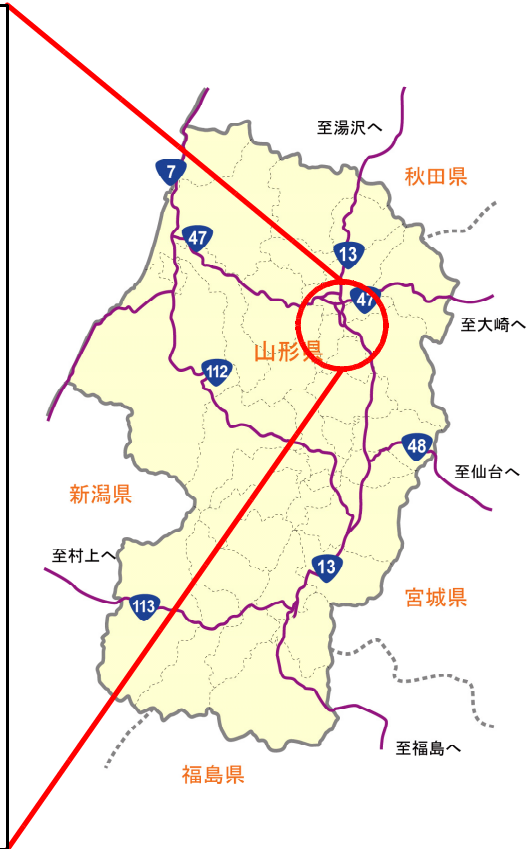 至湯沢へ
7
秋田県
47
13
47
至大崎へ
山形県
112
48
至仙台へ
新潟県
至村上へ
13
宮城県
113
至福島へ
福島県